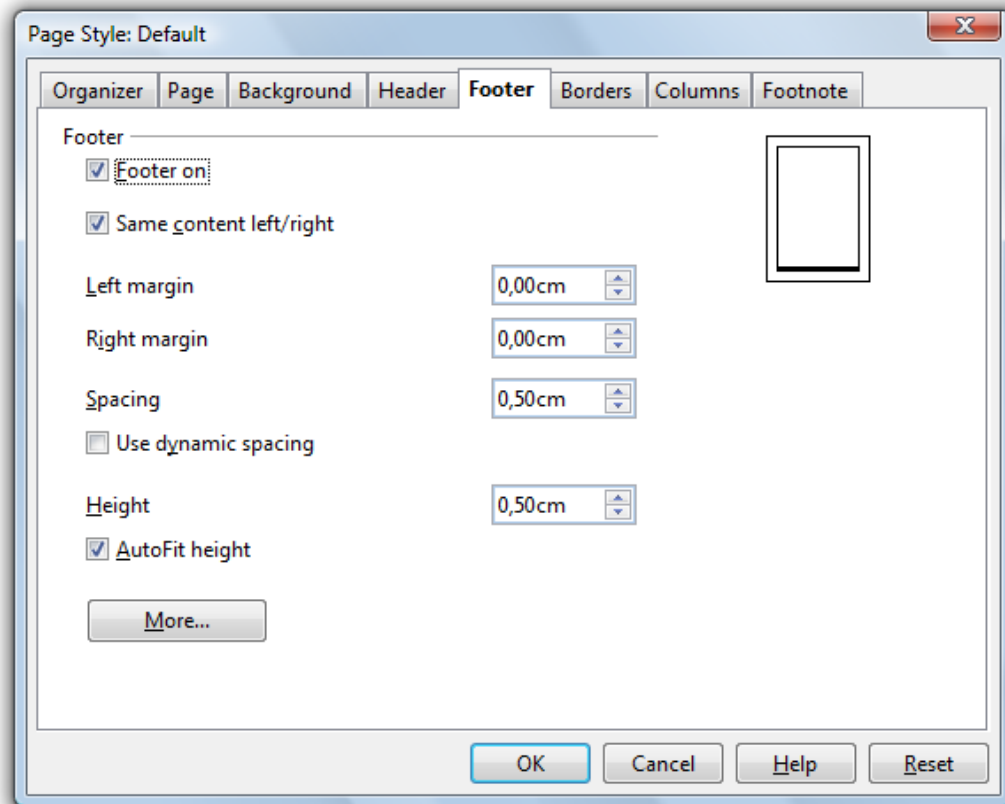 Page Style: Default
Organizer Page Background Header Footer Borders Columns Footnote
Footer
Footer on
Same content left/right
Left margin 0,00cm
Right margin 0,00cm
Spacing 0,50cm
Use dynamic spacing
Height 0,50cm
AutoFit height
More...
OK Cancel Help Reset